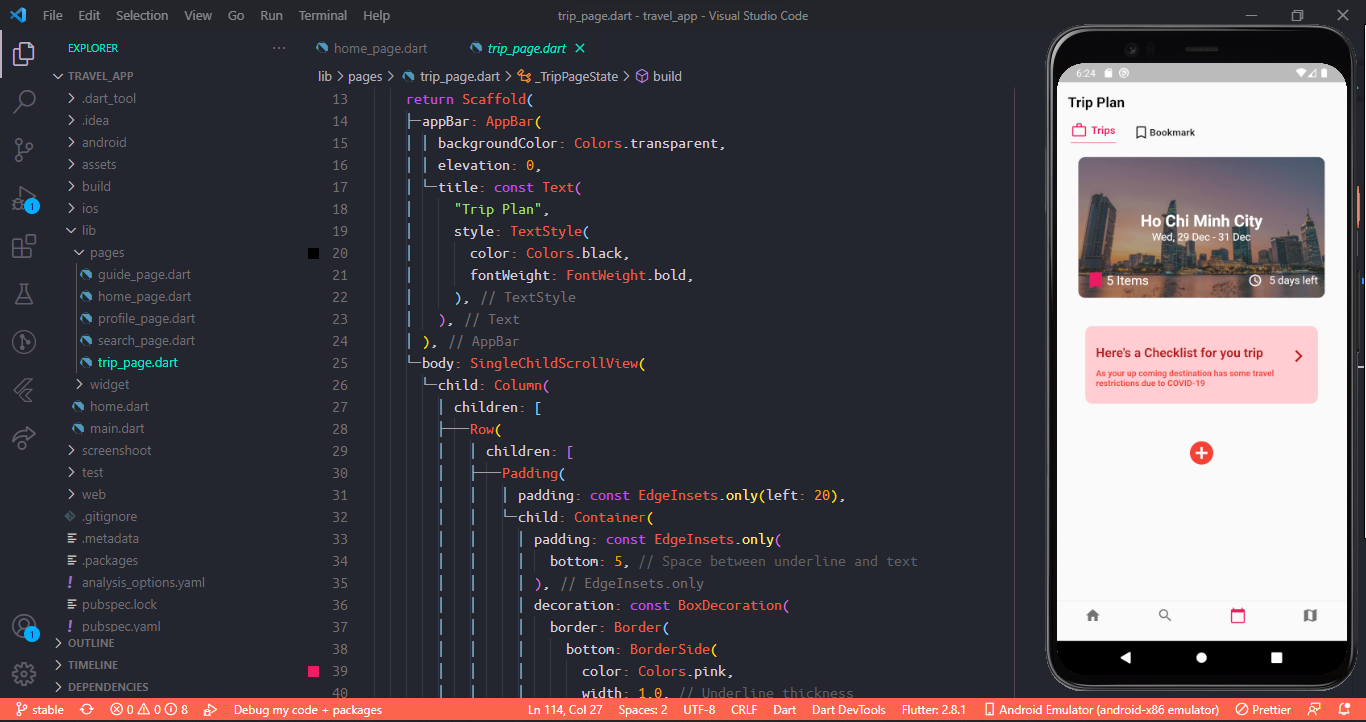 File Edit Selection View Go Run Terminal Help
trip_page.dart - travel_app - Visual Studio Code
EXPLORER
TRAVEL_APP
.dart_tool
.idea
android
assets
build
ios
lib
pages
guide_page.dart
home_page.dart
profile_page.dart
search_page.dart
trip_page.dart
widget
home.dart
main.dart
screenshoot
test
web
.gitignore
.metadata
.packages
analysis_options.yaml
pubspec.lock
pubspec.yaml
OUTLINE
TIMELINE
DEPENDENCIES
1
1
home_page.dart trip_page.dart
lib > pages > trip_page.dart > _TripPageState > build
13 return Scaffold(
14 appBar: AppBar(
15 backgroundColor: Colors.transparent,
16 elevation: 0,
17 title: const Text(
18 "Trip Plan",
19 style: TextStyle(
20 color: Colors.black,
21 fontWeight: FontWeight.bold,
22 ), // TextStyle
23 ), // Text
24 ), // AppBar
25 body: SingleChildScrollView(
26 child: Column(
27 children: [
28 Row(
29 children: [
30 Padding(
31 padding: const EdgeInsets.only(left: 20),
32 child: Container(
33 padding: const EdgeInsets.only(
34 bottom: 5, // Space between underline and text
35 ), // EdgeInsets.only
36 decoration: const BoxDecoration(
37 border: Border(
38 bottom: BorderSide(
39 color: Colors.pink,
40 width: 1.0, // Underline thickness
6:24
Trip Plan
Trips Bookmark
Ho Chi Minh City
Wed, 29 Dec - 31 Dec
5 Items 5 days left
Here's a Checklist for you trip
As your up coming destination has some travel
restrictions due to COVID-19
stable 0 0 8 Debug my code + packages Ln 114, Col 27 Spaces: 2 UTF-8 CRLF Dart Dart DevTools Flutter: 2.8.1 Android Emulator (android-x86 emulator) Prettier